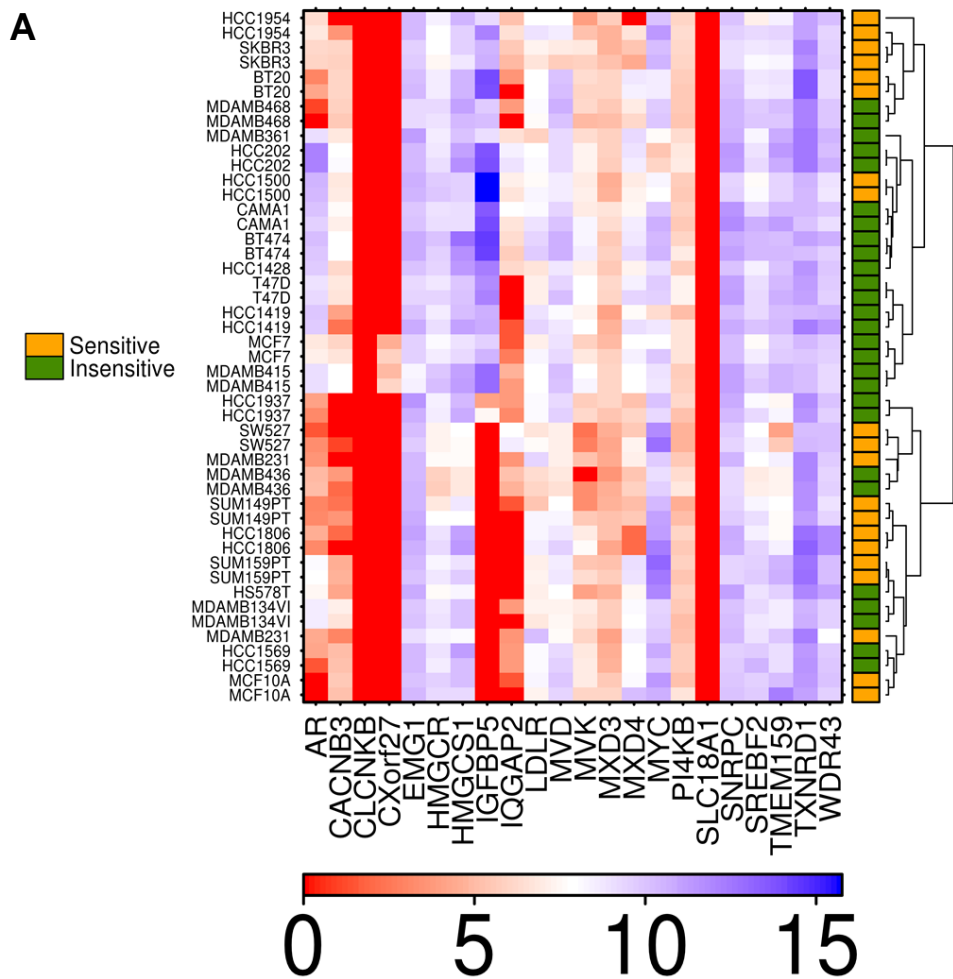 A
HCC1954
HCC1954
SKBR3
SKBR3
BT20
BT20
MDAMB468
MDAMB468
MDAMB361
HCC202
HCC202
HCC1500
HCC1500
CAMA1
CAMA1
BT474
BT474
HCC1428
T47D
T47D
HCC1419
HCC1419
MCF7
MCF7
MDAMB415
MDAMB415
HCC1937
HCC1937
SW527
SW527
MDAMB231
MDAMB436
MDAMB436
SUM149PT
SUM149PT
HCC1806
HCC1806
SUM159PT
SUM159PT
HS578T
MDAMB134VI
MDAMB134VI
MDAMB231
HCC1569
HCC1569
MCF10A
MCF10A
Sensitive
Insensitive
AR
CACNB3
CLCNKB
CXorf27
EMG1
HMGCR
HMGCS1
IGFBP5
IQGAP2
LDLR
MVD
MVK
MXD3
MXD4
MYC
PI4KB
SLC18A1
SNRPC
SREBF2
TMEM159
TXNRD1
WDR43
0 5 10 15